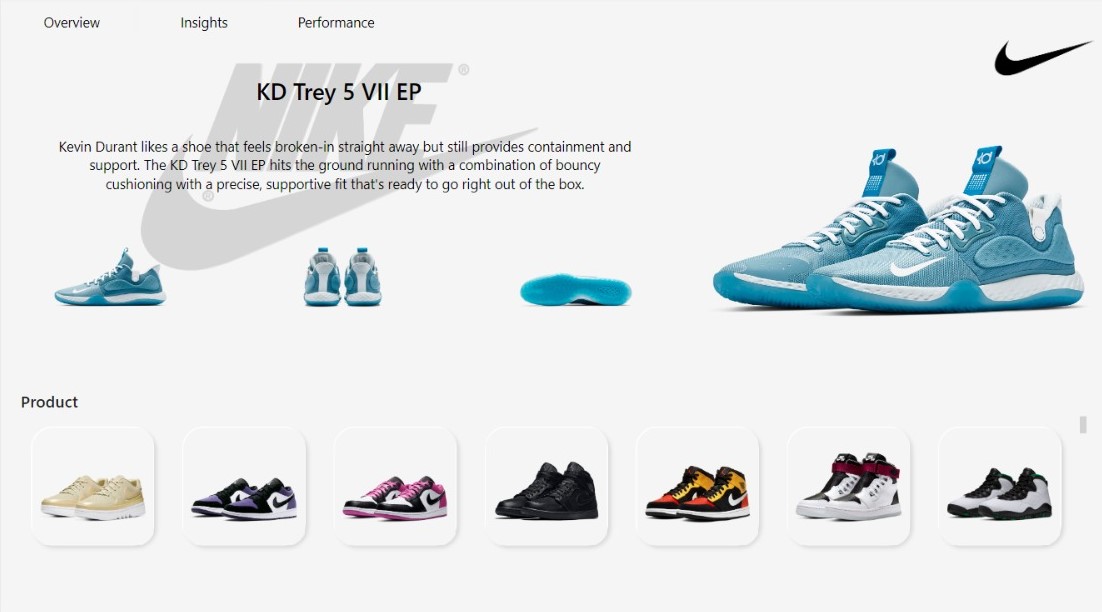 Overview
Insights
Performance
NIKE ®
KD Trey 5 VII EP
Kevin Durant likes a shoe that feels broken-in straight away but still provides containment and
support. The KD Trey 5 VII EP hits the ground running with a combination of bouncy
cushioning with a precise, supportive fit that's ready to go right out of the box.
®
KD
KD
Product